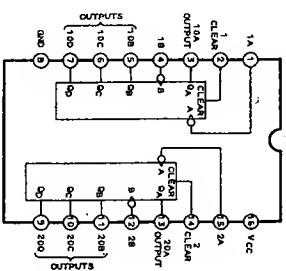 OUTPUTS
GND 1QD 1QC 1QB 1B 1QA OUTPUT 1 CLEAR 1A
8 7 6 5 4 3 2 1
QD QC QB B QA CLEAR A
QD QC QB B QA CLEAR A
9 10 11 12 13 14 15 16
2QD 2QC 2QB 2B 2QA OUTPUT 2 CLEAR 2A VCC
OUTPUTS